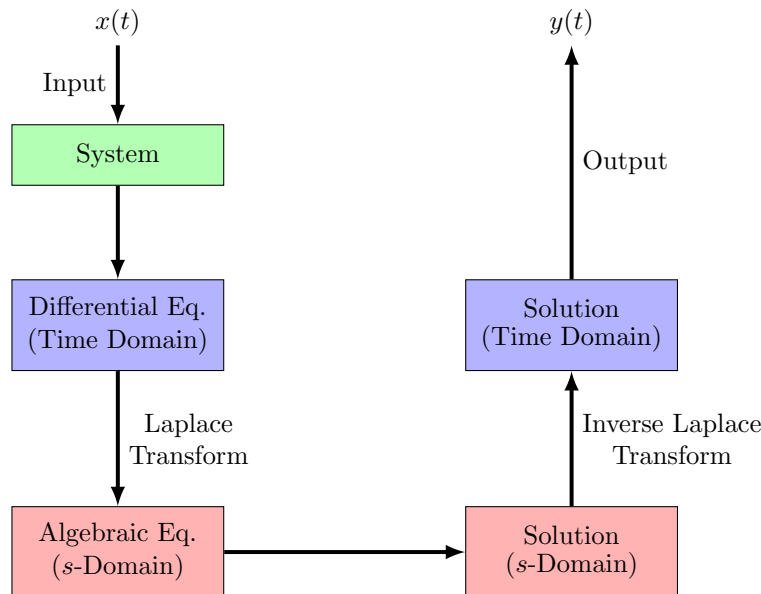 x(t)
y(t)
Input
System
Output
Differential Eq.
(Time Domain)
Solution
(Time Domain)
Laplace
Transform
Inverse Laplace
Transform
Algebraic Eq.
(s-Domain)
Solution
(s-Domain)